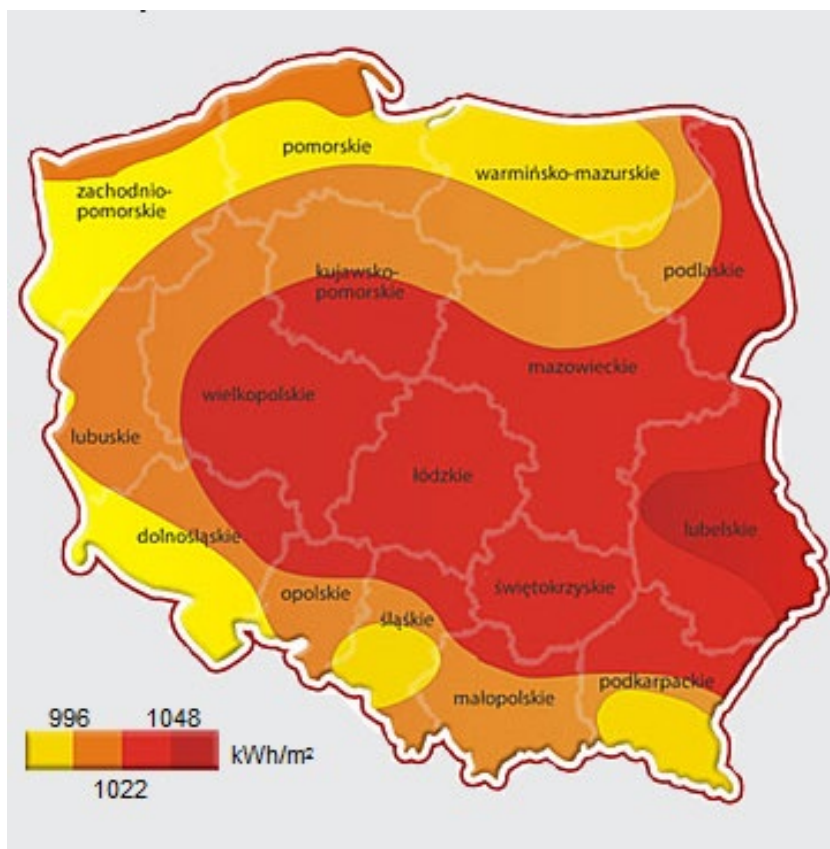 pomorskie
warmińsko-mazurskie
zachodnio-
pomorskie
podlaskie
kujawsko-
pomorskie
mazowieckie
wielkopolskie
lubuskie
łódzkie
lubelskie
dolnośląskie
opolskie
świętokrzyskie
śląśkie
małopolskie
podkarpackie
996 1048
kWh/m²
1022